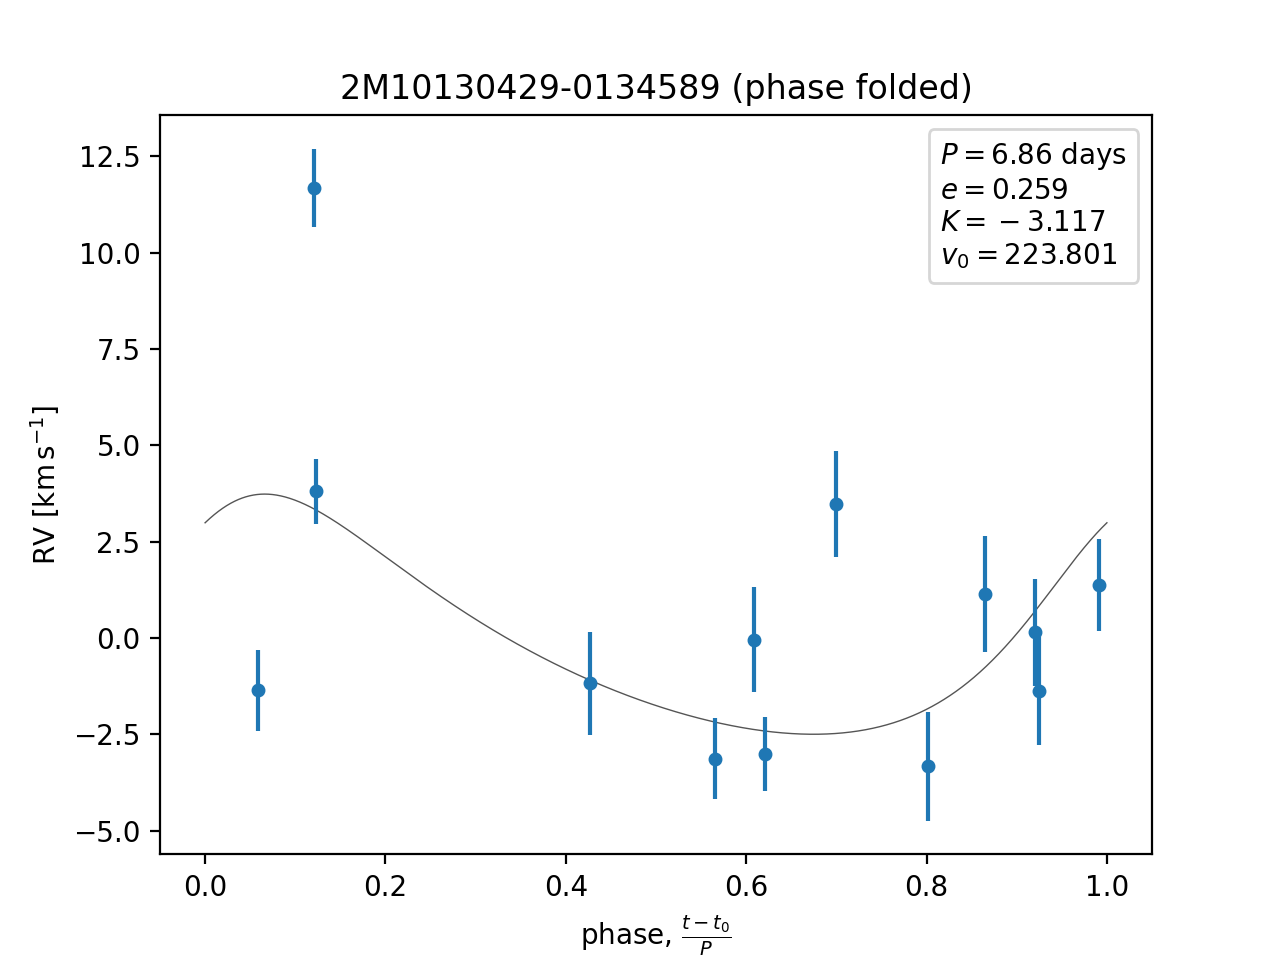 2M10130429-0134589 (phase folded)
P = 6.86 days
e = 0.259
K = −3.117
v₀ = 223.801
12.5
10.0
7.5
5.0
2.5
0.0
−2.5
−5.0
RV [km s⁻¹]
0.0 0.2 0.4 0.6 0.8 1.0
phase, (t − t₀)/P